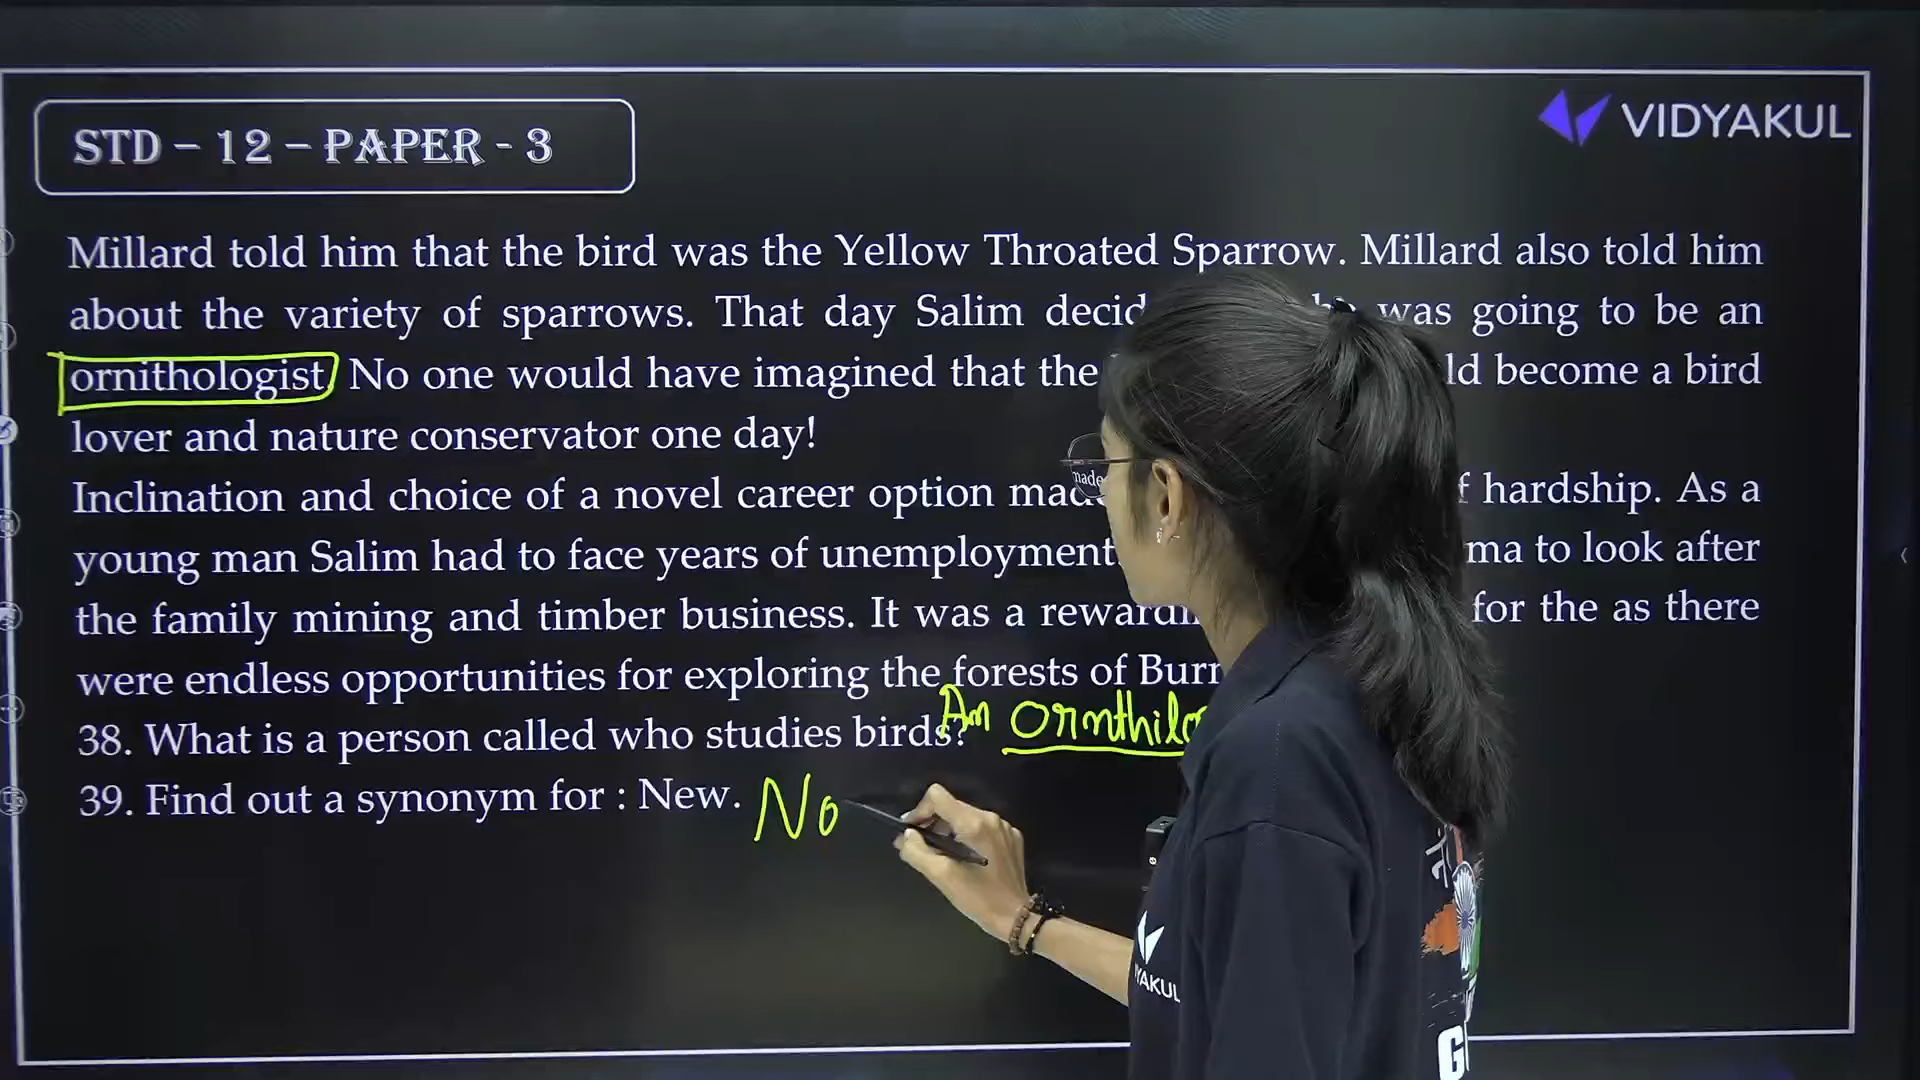 STD – 12 – PAPER - 3
VIDYAKUL
Millard told him that the bird was the Yellow Throated Sparrow. Millard also told him
about the variety of sparrows. That day Salim decid was going to be an
ornithologist. No one would have imagined that the ld become a bird
lover and nature conservator one day!
Inclination and choice of a novel career option made f hardship. As a
young man Salim had to face years of unemployment. ma to look after
the family mining and timber business. It was a rewardi for the as there
were endless opportunities for exploring the forests of Bur
38. What is a person called who studies birds? An ornthilo
39. Find out a synonym for : New. No
YAKUL
G